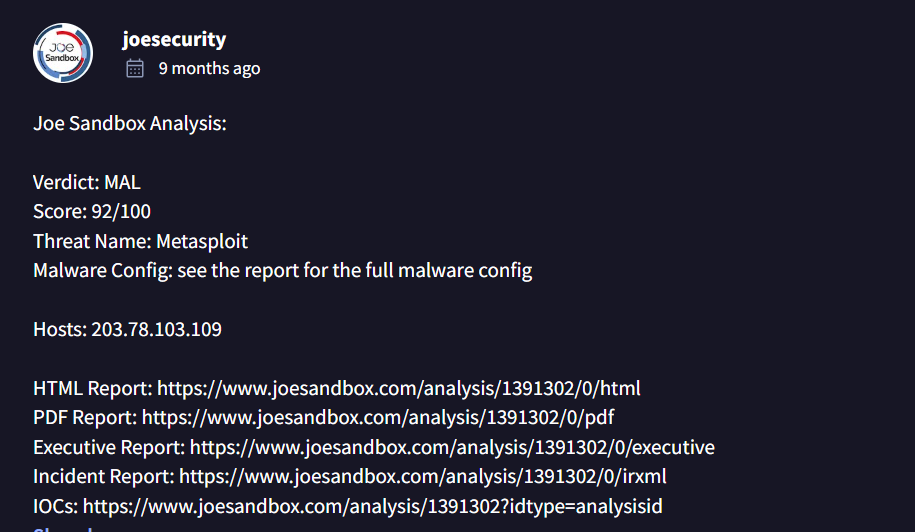 JOe
Sandbox
joesecurity
9 months ago
Joe Sandbox Analysis:
Verdict: MAL
Score: 92/100
Threat Name: Metasploit
Malware Config: see the report for the full malware config
Hosts: 203.78.103.109
HTML Report: https://www.joesandbox.com/analysis/1391302/0/html
PDF Report: https://www.joesandbox.com/analysis/1391302/0/pdf
Executive Report: https://www.joesandbox.com/analysis/1391302/0/executive
Incident Report: https://www.joesandbox.com/analysis/1391302/0/irxml
IOCs: https://www.joesandbox.com/analysis/1391302?idtype=analysisid